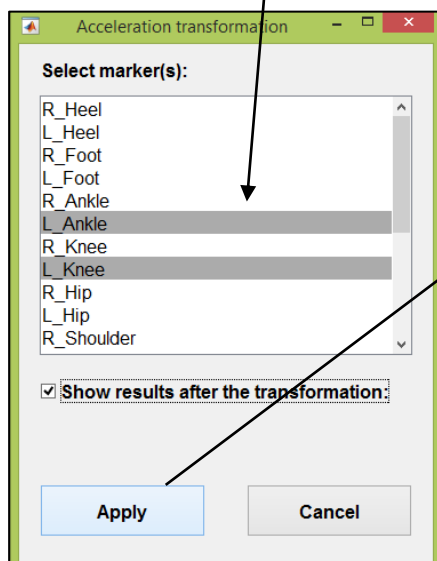 Acceleration transformation
Select marker(s):
R_Heel
L_Heel
R_Foot
L_Foot
R_Ankle
L_Ankle
R_Knee
L_Knee
R_Hip
L_Hip
R_Shoulder
Show results after the transformation:
Apply Cancel